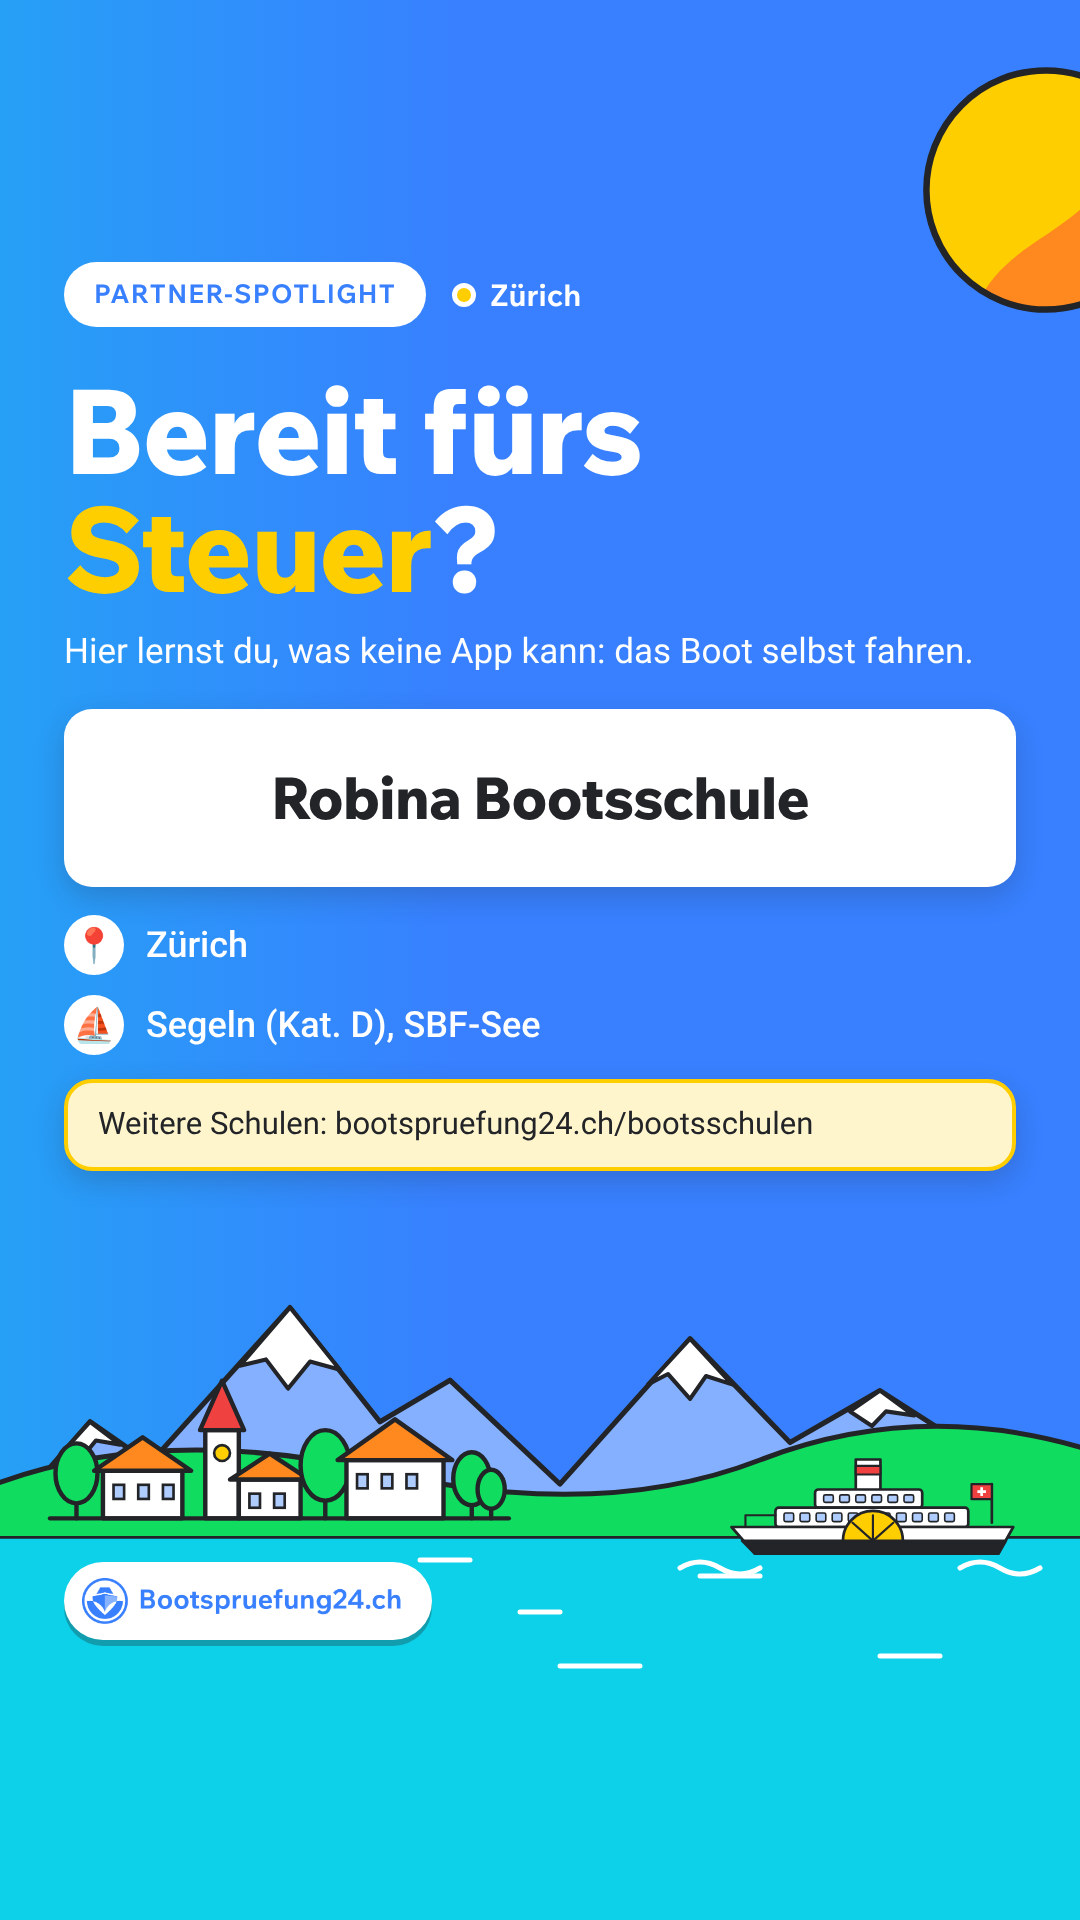 PARTNER-SPOTLIGHT
Zürich
Bereit fürs
Steuer?
Hier lernst du, was keine App kann: das Boot selbst fahren.
Robina Bootsschule
Zürich
Segeln (Kat. D), SBF-See
Weitere Schulen: bootspruefung24.ch/bootsschulen
Bootspruefung24.ch